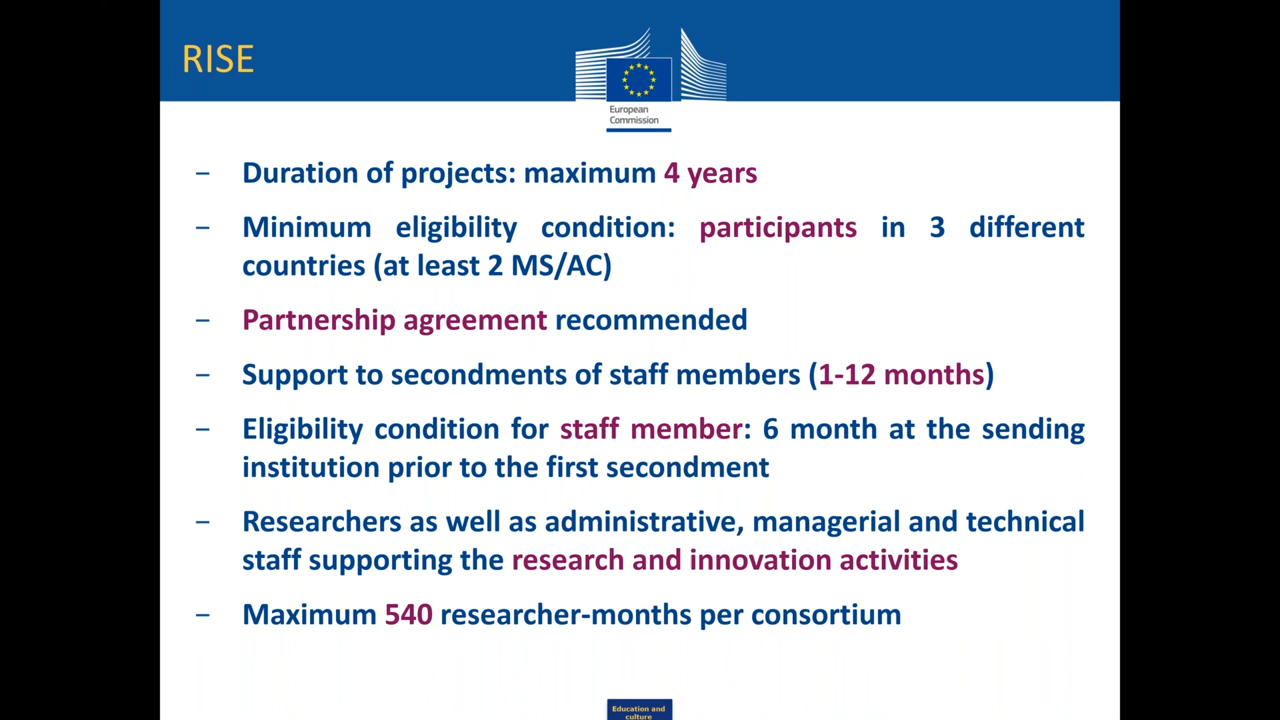 RISE
European
Commission
– Duration of projects: maximum 4 years
– Minimum eligibility condition: participants in 3 different
countries (at least 2 MS/AC)
– Partnership agreement recommended
– Support to secondments of staff members (1-12 months)
– Eligibility condition for staff member: 6 month at the sending
institution prior to the first secondment
– Researchers as well as administrative, managerial and technical
staff supporting the research and innovation activities
– Maximum 540 researcher-months per consortium
Education and
culture